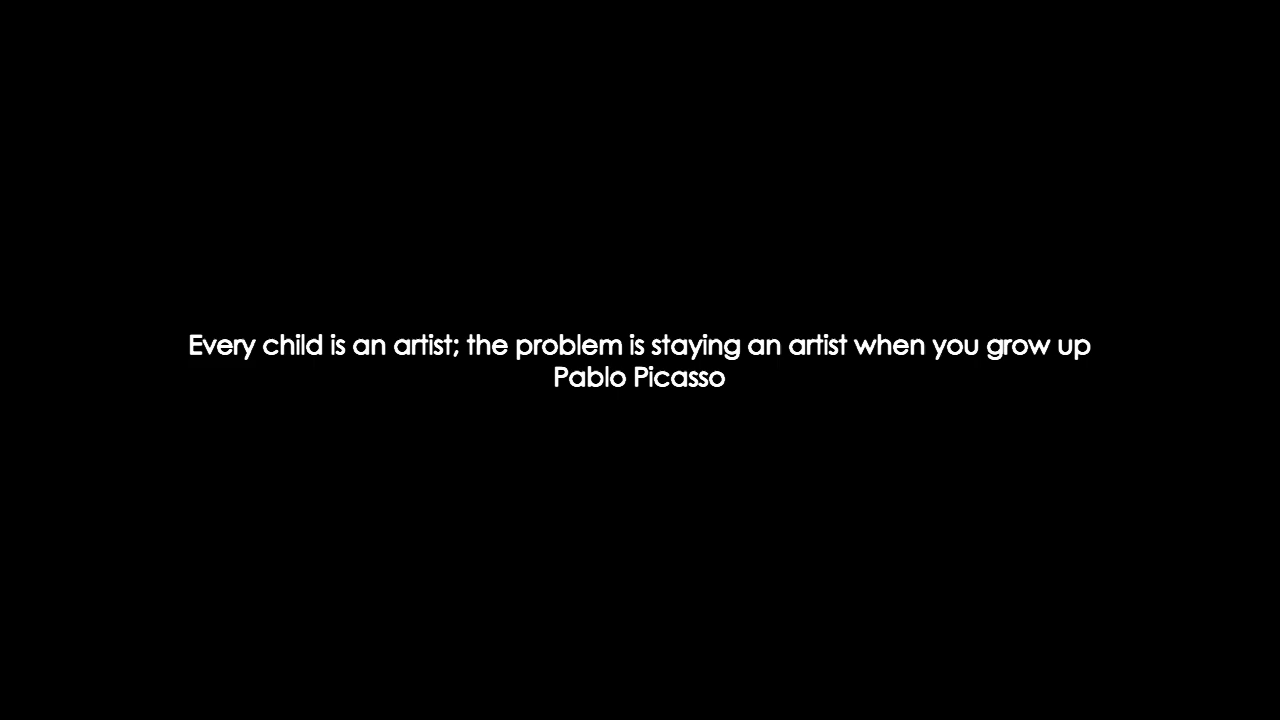 Every child is an artist; the problem is staying an artist when you grow up
Pablo Picasso